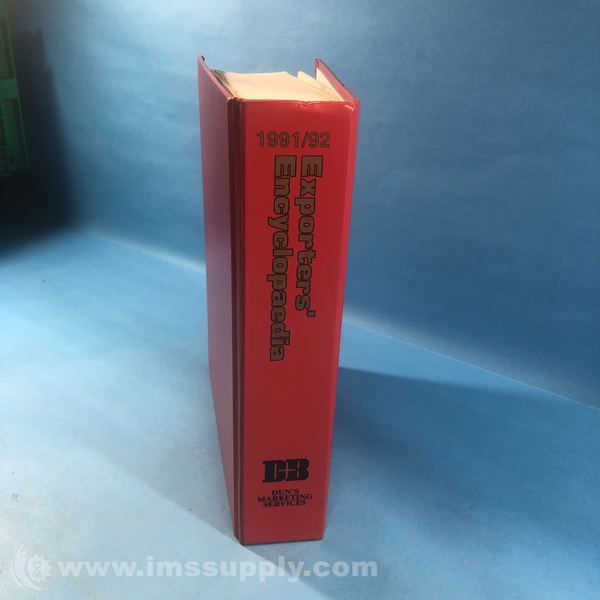 1991/92
Exporters'
Encyclopaedia
DB
DUN'S
MARKETING
SERVICES
www.imssupply.com